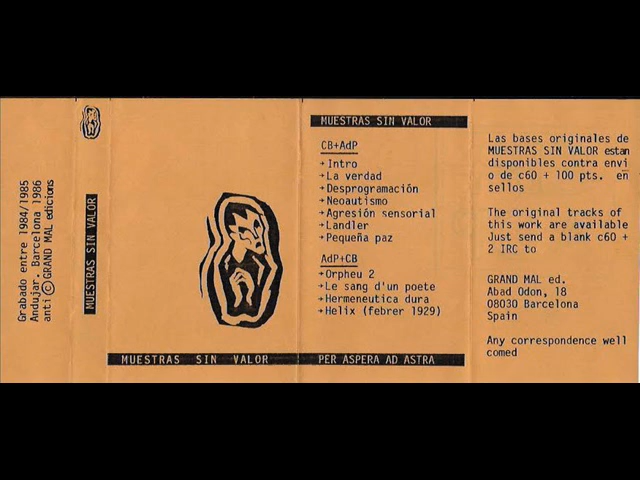 Grabado entre 1984/1985
Andujar. Barcelona 1986
anti © GRAND MAL edicions
MUESTRAS SIN VALOR
MUESTRAS SIN VALOR
MUESTRAS SIN VALOR
CB+AdP
→Intro
→La verdad
→Desprogramación
→Neoautismo
→Agresión sensorial
→Landler
→Pequeña paz
AdP+CB
→Orpheu 2
→Le sang d'un poete
→Hermeneutica dura
→Helix (febrer 1929)
PER ASPERA AD ASTRA
Las bases originales de
MUESTRAS SIN VALOR estan
disponibles contra envi
o de c60 + 100 pts. en
sellos
The original tracks of
this work are available
Just send a blank c60 +
2 IRC to
GRAND MAL ed.
Abad Odon, 18
08030 Barcelona
Spain
Any correspondence well
comed